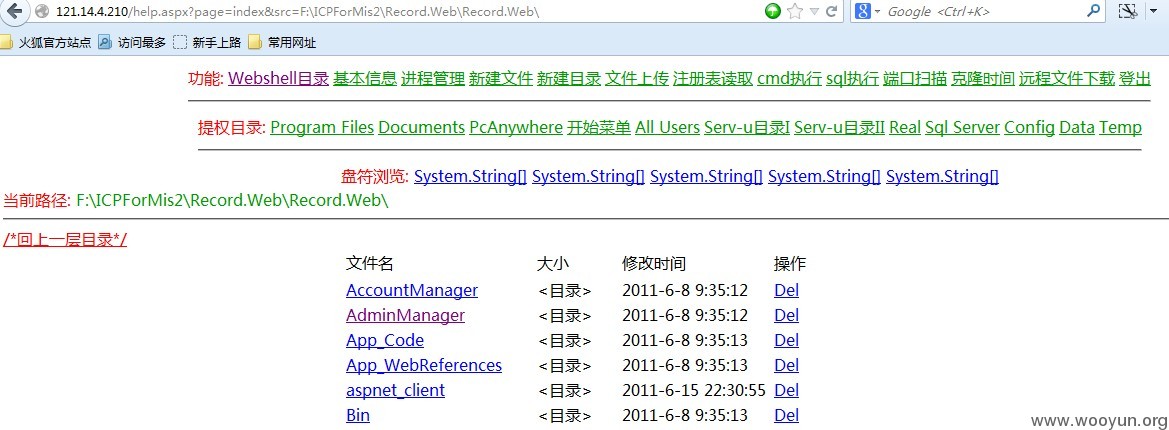 121.14.4.210/help.aspx?page=index&src=F:\ICPForMis2\Record.Web\Record.Web\
Google <Ctrl+K>
火狐官方站点 访问最多 新手上路 常用网址
功能: Webshell目录 基本信息 进程管理 新建文件 新建目录 文件上传 注册表读取 cmd执行 sql执行 端口扫描 克隆时间 远程文件下载 登出
提权目录: Program Files Documents PcAnywhere 开始菜单 All Users Serv-u目录I Serv-u目录II Real Sql Server Config Data Temp
盘符浏览: System.String[] System.String[] System.String[] System.String[] System.String[]
当前路径: F:\ICPForMis2\Record.Web\Record.Web\
/*回上一层目录*/
文件名 大小 修改时间 操作
AccountManager <目录> 2011-6-8 9:35:12 Del
AdminManager <目录> 2011-6-8 9:35:12 Del
App_Code <目录> 2011-6-8 9:35:13 Del
App_WebReferences <目录> 2011-6-8 9:35:13 Del
aspnet_client <目录> 2011-6-15 22:30:55 Del
Bin <目录> 2011-6-8 9:35:13 Del
www.wooyun.org